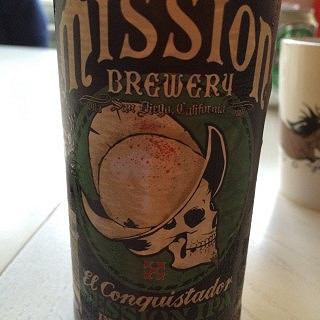 MISSION
BREWERY
San Diego, California
El Conquistador